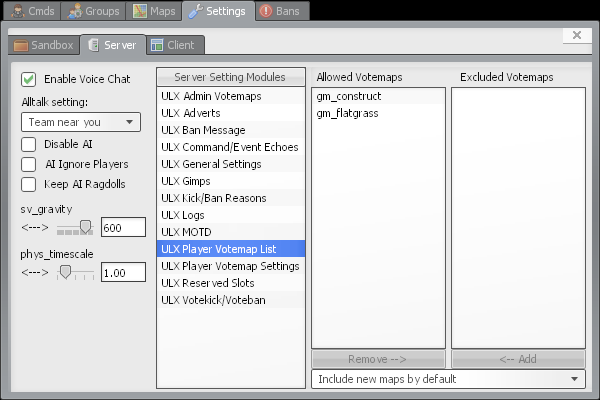 Cmds Groups Maps Settings Bans
Sandbox Server Client
Enable Voice Chat
Alltalk setting:
Team near you
Disable AI
AI Ignore Players
Keep AI Ragdolls
sv_gravity
<---> 600
phys_timescale
<---> 1.00
Server Setting Modules
ULX Admin Votemaps
ULX Adverts
ULX Ban Message
ULX Command/Event Echoes
ULX General Settings
ULX Gimps
ULX Kick/Ban Reasons
ULX Logs
ULX MOTD
ULX Player Votemap List
ULX Player Votemap Settings
ULX Reserved Slots
ULX Votekick/Voteban
Allowed Votemaps
gm_construct
gm_flatgrass
Remove -->
Excluded Votemaps
<-- Add
Include new maps by default